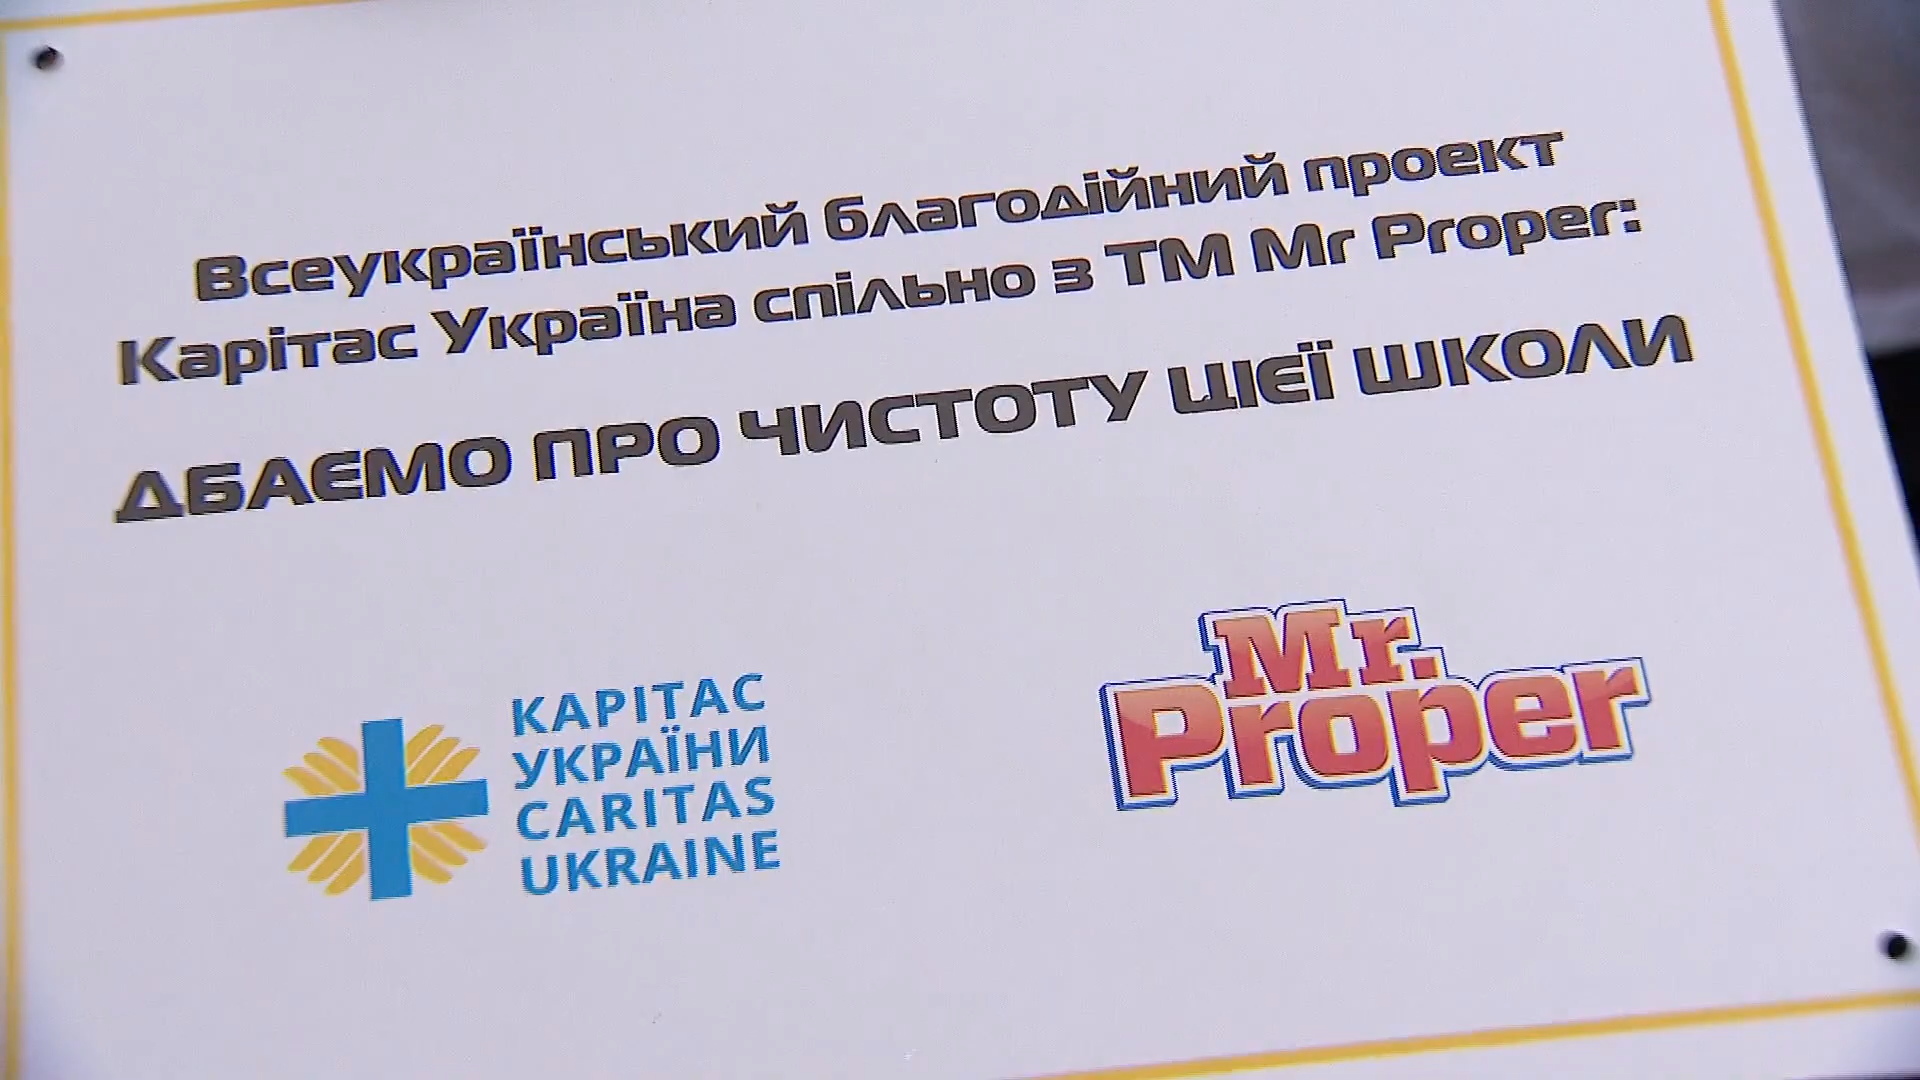 Всеукраїнський благодійний проект
Карітас Україна спільно з ТМ Mr Proper:
ДБАЄМО ПРО ЧИСТОТУ ЦІЄЇ ШКОЛИ
КАРІТАС
УКРАЇНИ
CARITAS
UKRAINE
Mr.
Proper